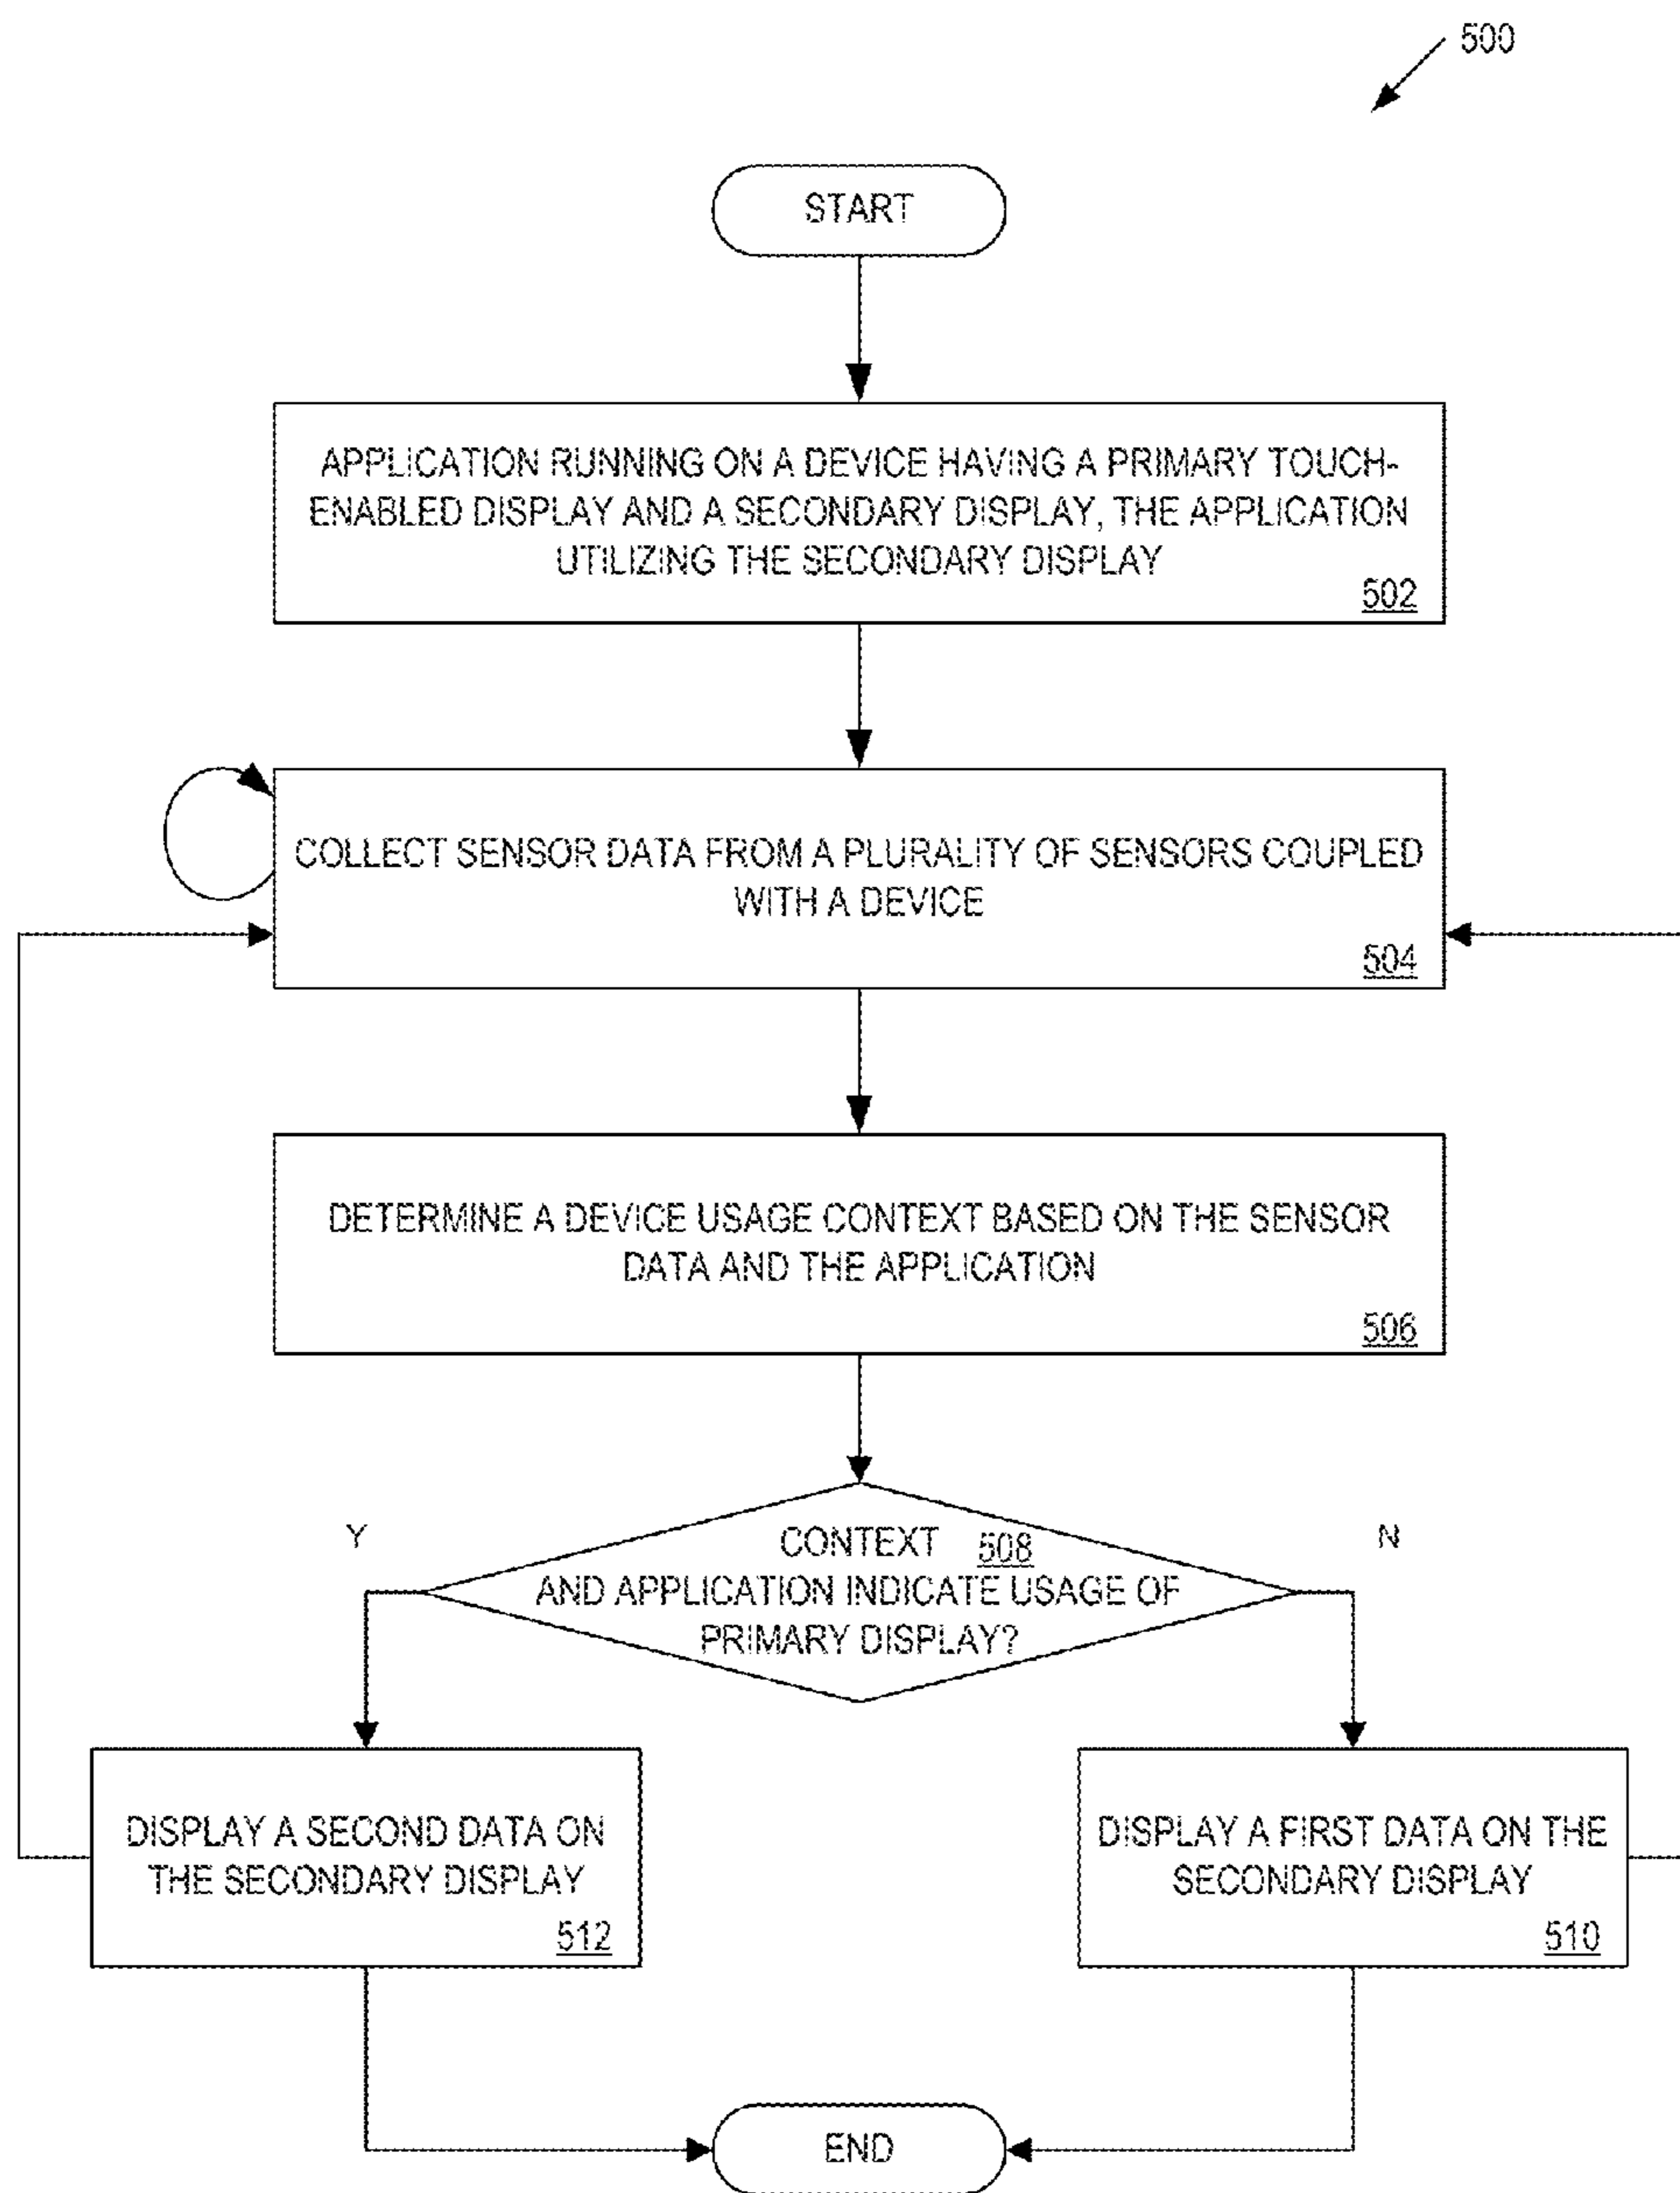 500
START
APPLICATION RUNNING ON A DEVICE HAVING A PRIMARY TOUCH-
ENABLED DISPLAY AND A SECONDARY DISPLAY, THE APPLICATION
UTILIZING THE SECONDARY DISPLAY
502
COLLECT SENSOR DATA FROM A PLURALITY OF SENSORS COUPLED
WITH A DEVICE
504
DETERMINE A DEVICE USAGE CONTEXT BASED ON THE SENSOR
DATA AND THE APPLICATION
506
Y
N
CONTEXT 508
AND APPLICATION INDICATE USAGE OF
PRIMARY DISPLAY?
DISPLAY A SECOND DATA ON
THE SECONDARY DISPLAY
512
DISPLAY A FIRST DATA ON THE
SECONDARY DISPLAY
510
END